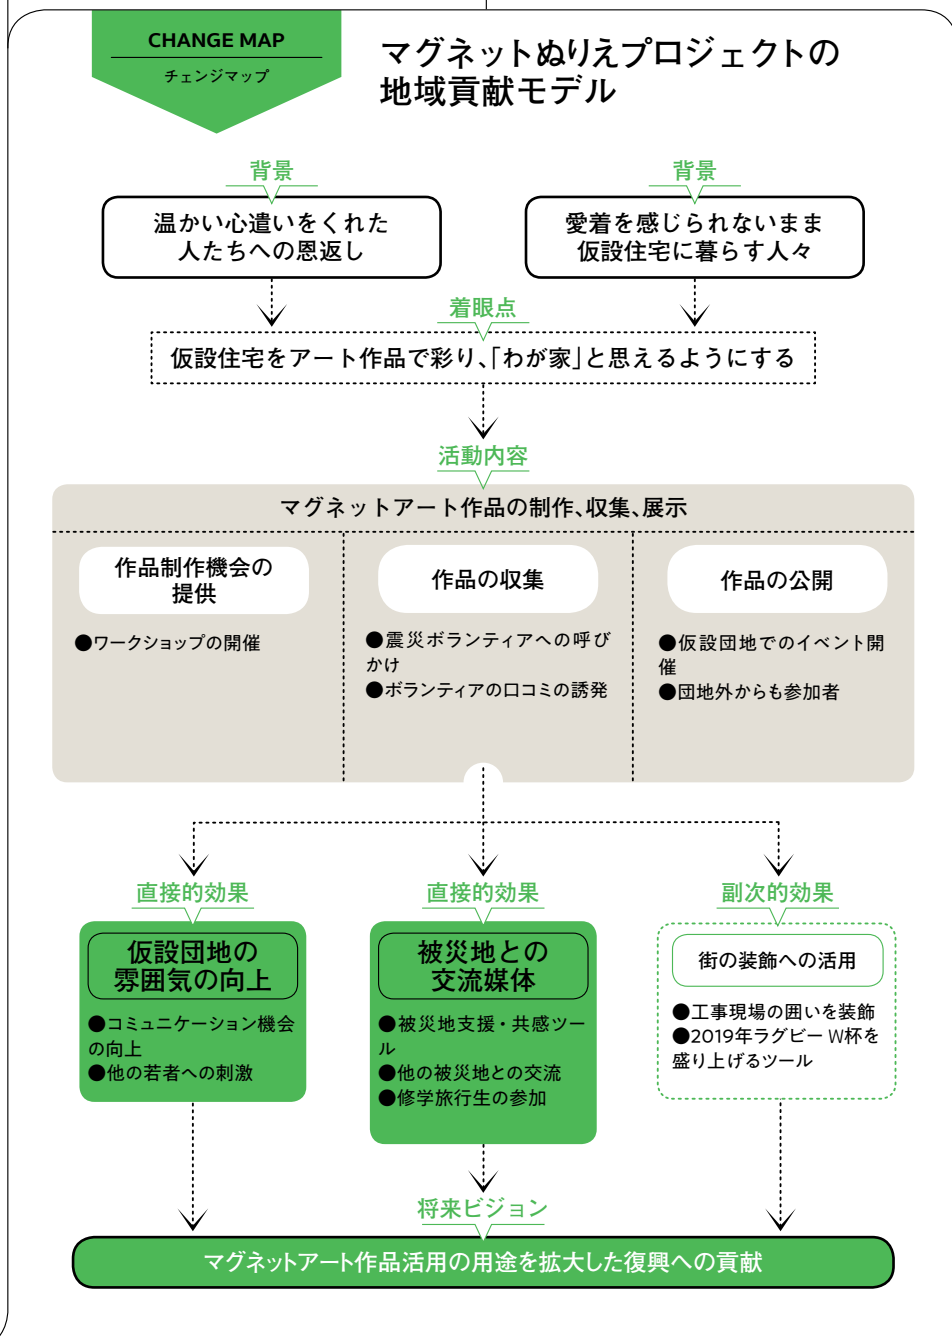 CHANGE MAP
チェンジマップ
マグネットぬりえプロジェクトの
地域貢献モデル
背景
温かい心遣いをくれた
人たちへの恩返し
背景
愛着を感じられないまま
仮設住宅に暮らす人々
着眼点
仮設住宅をアート作品で彩り、「わが家」と思えるようにする
活動内容
マグネットアート作品の制作、収集、展示
作品制作機会の
提供
●ワークショップの開催
作品の収集
●震災ボランティアへの呼び
かけ
●ボランティアの口コミの誘発
作品の公開
●仮設団地でのイベント開
催
●団地外からも参加者
直接的効果
仮設団地の
雰囲気の向上
●コミュニケーション機会
の向上
●他の若者への刺激
直接的効果
被災地との
交流媒体
●被災地支援・共感ツー
ル
●他の被災地との交流
●修学旅行生の参加
副次的効果
街の装飾への活用
●工事現場の囲いを装飾
●2019年ラグビー W杯を
盛り上げるツール
将来ビジョン
マグネットアート作品活用の用途を拡大した復興への貢献